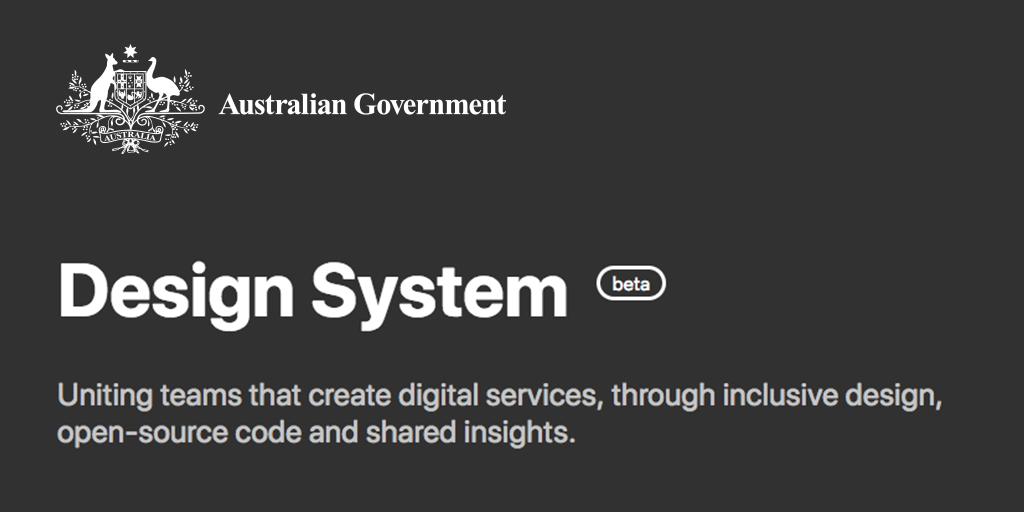 AUSTRALIA
Australian Government
Design System
beta
Uniting teams that create digital services, through inclusive design,
open-source code and shared insights.